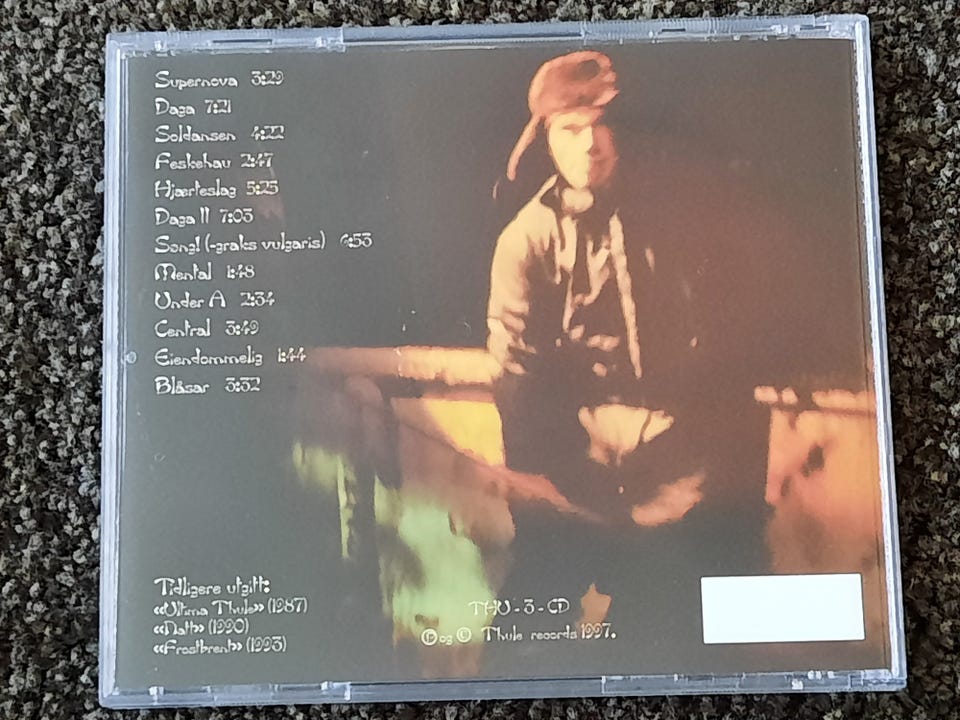 Supernova 3:29
Daga 7:21
Soldansen 4:22
Feskehau 2:47
Hjærteslag 5:25
Daga II 7:03
Song! (-graks vulgaris) 6:53
Mental 1:48
Under A 2:34
Central 3:49
Eiendommelig 1:44
Blåsar 3:32
Tidligere utgitt:
«Ultima Thule» (1987)
«Natt» (1990)
«Frostbrent» (1993)
THU - 3 - CD
Ⓟ og © Thule records 1997.